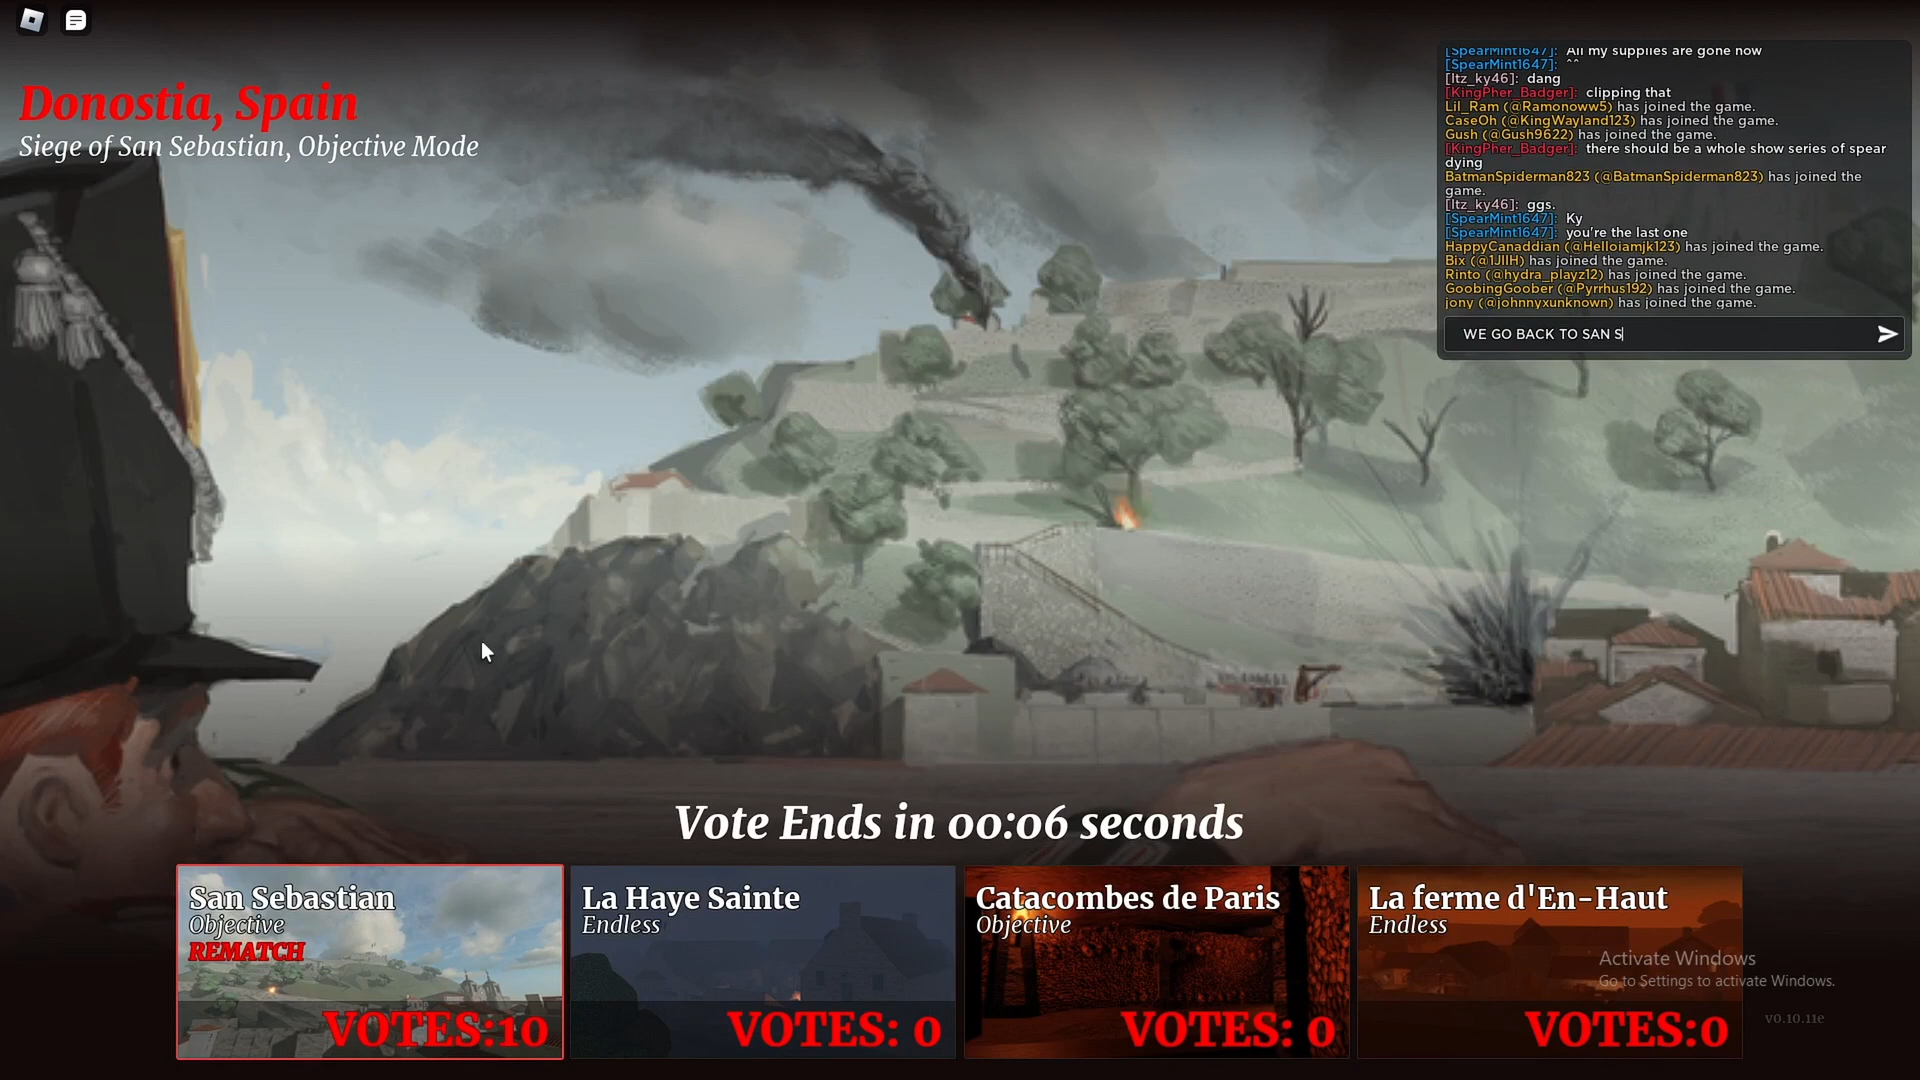 Donostia, Spain
Siege of San Sebastian, Objective Mode
[SpearMint1647]: All my supplies are gone now
[SpearMint1647]: ^^
[Itz_ky46]: dang
[KingPher_Badger]: clipping that
Lil_Ram (@Ramonoww5) has joined the game.
CaseOh (@KingWayland123) has joined the game.
Gush (@Gush9622) has joined the game.
[KingPher_Badger]: there should be a whole show series of spear
dying
BatmanSpiderman823 (@BatmanSpiderman823) has joined the
game.
[Itz_ky46]: ggs.
[SpearMint1647]: Ky
[SpearMint1647]: you're the last one
HappyCanaddian (@Helloiamjk123) has joined the game.
Bix (@1JIIH) has joined the game.
Rinto (@hydra_playz12) has joined the game.
GoobingGoober (@Pyrrhus192) has joined the game.
jony (@johnnyxunknown) has joined the game.
WE GO BACK TO SAN S
Vote Ends in 00:06 seconds
San Sebastian
Objective
REMATCH
VOTES:10
La Haye Sainte
Endless
VOTES: 0
Catacombes de Paris
Objective
VOTES: 0
La ferme d'En-Haut
Endless
VOTES:0
Activate Windows
Go to Settings to activate Windows.
v0.10.11e